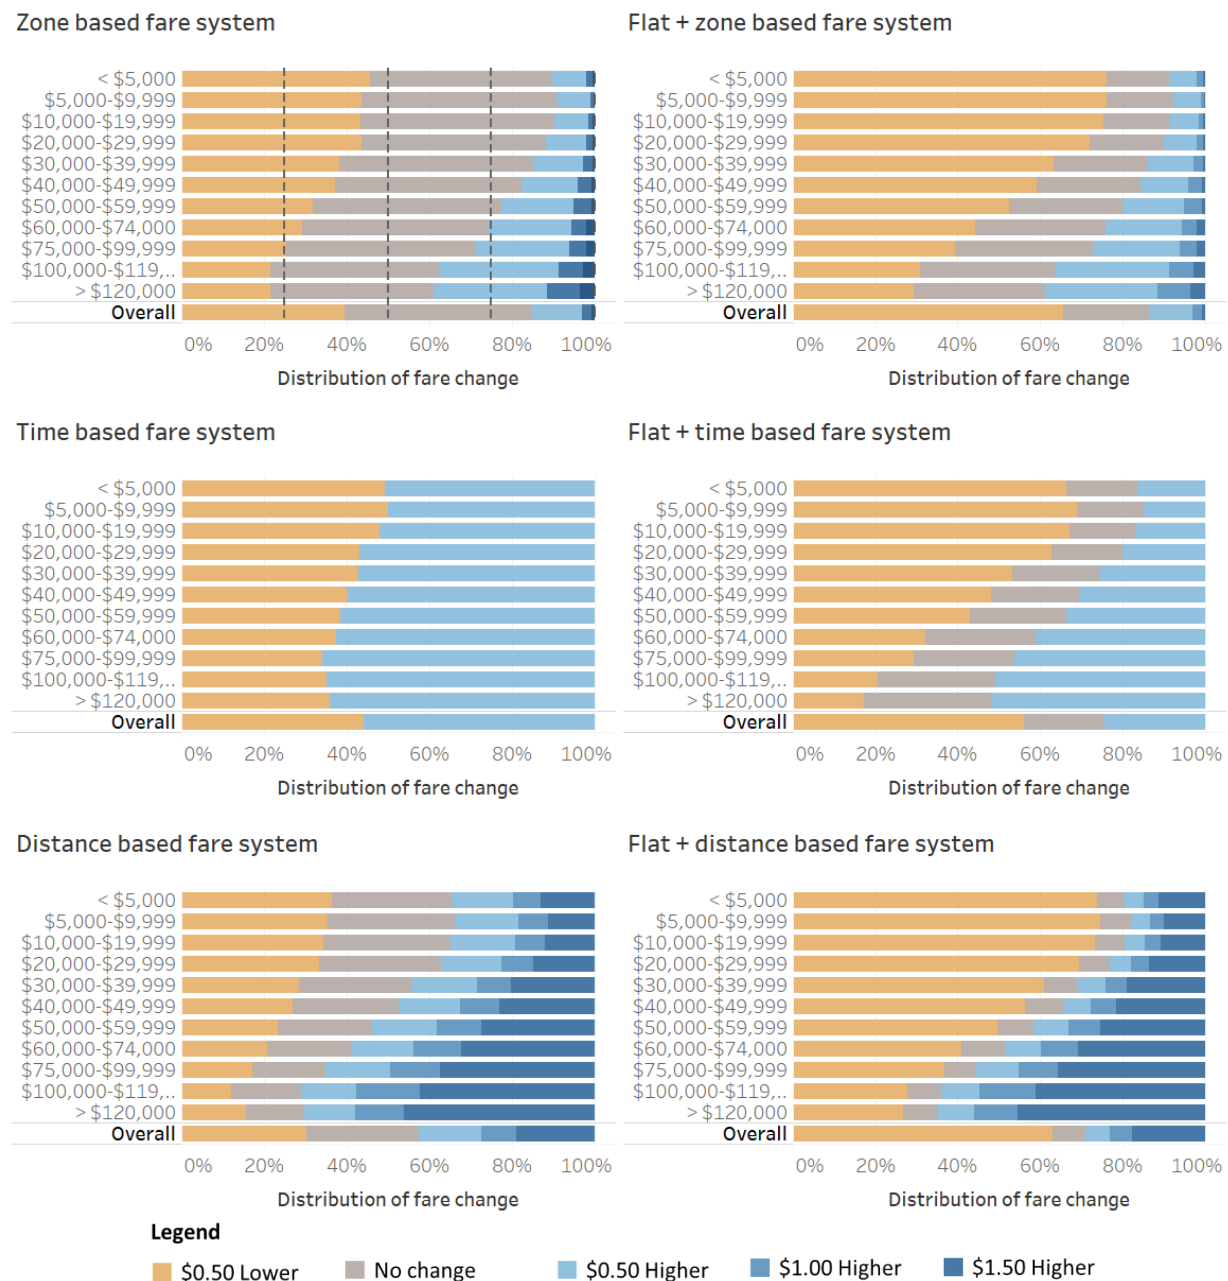 Zone based fare system
< $5,000
$5,000-$9,999
$10,000-$19,999
$20,000-$29,999
$30,000-$39,999
$40,000-$49,999
$50,000-$59,999
$60,000-$74,000
$75,000-$99,999
$100,000-$119,..
> $120,000
Overall
0% 20% 40% 60% 80% 100%
Distribution of fare change
Flat + zone based fare system
< $5,000
$5,000-$9,999
$10,000-$19,999
$20,000-$29,999
$30,000-$39,999
$40,000-$49,999
$50,000-$59,999
$60,000-$74,000
$75,000-$99,999
$100,000-$119,..
> $120,000
Overall
0% 20% 40% 60% 80% 100%
Distribution of fare change
Time based fare system
< $5,000
$5,000-$9,999
$10,000-$19,999
$20,000-$29,999
$30,000-$39,999
$40,000-$49,999
$50,000-$59,999
$60,000-$74,000
$75,000-$99,999
$100,000-$119,..
> $120,000
Overall
0% 20% 40% 60% 80% 100%
Distribution of fare change
Flat + time based fare system
< $5,000
$5,000-$9,999
$10,000-$19,999
$20,000-$29,999
$30,000-$39,999
$40,000-$49,999
$50,000-$59,999
$60,000-$74,000
$75,000-$99,999
$100,000-$119,..
> $120,000
Overall
0% 20% 40% 60% 80% 100%
Distribution of fare change
Distance based fare system
< $5,000
$5,000-$9,999
$10,000-$19,999
$20,000-$29,999
$30,000-$39,999
$40,000-$49,999
$50,000-$59,999
$60,000-$74,000
$75,000-$99,999
$100,000-$119,..
> $120,000
Overall
0% 20% 40% 60% 80% 100%
Distribution of fare change
Flat + distance based fare system
< $5,000
$5,000-$9,999
$10,000-$19,999
$20,000-$29,999
$30,000-$39,999
$40,000-$49,999
$50,000-$59,999
$60,000-$74,000
$75,000-$99,999
$100,000-$119,..
> $120,000
Overall
0% 20% 40% 60% 80% 100%
Distribution of fare change
Legend
$0.50 Lower No change $0.50 Higher $1.00 Higher $1.50 Higher